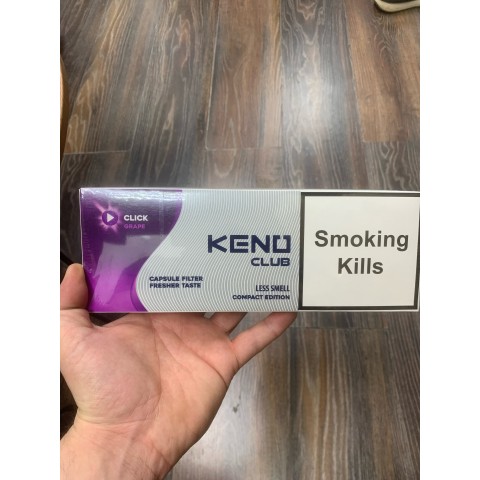 CLICK
GRAPE
CAPSULE FILTER
FRESHER TASTE
KENO
CLUB
LESS SMELL
COMPACT EDITION
Smoking
Kills